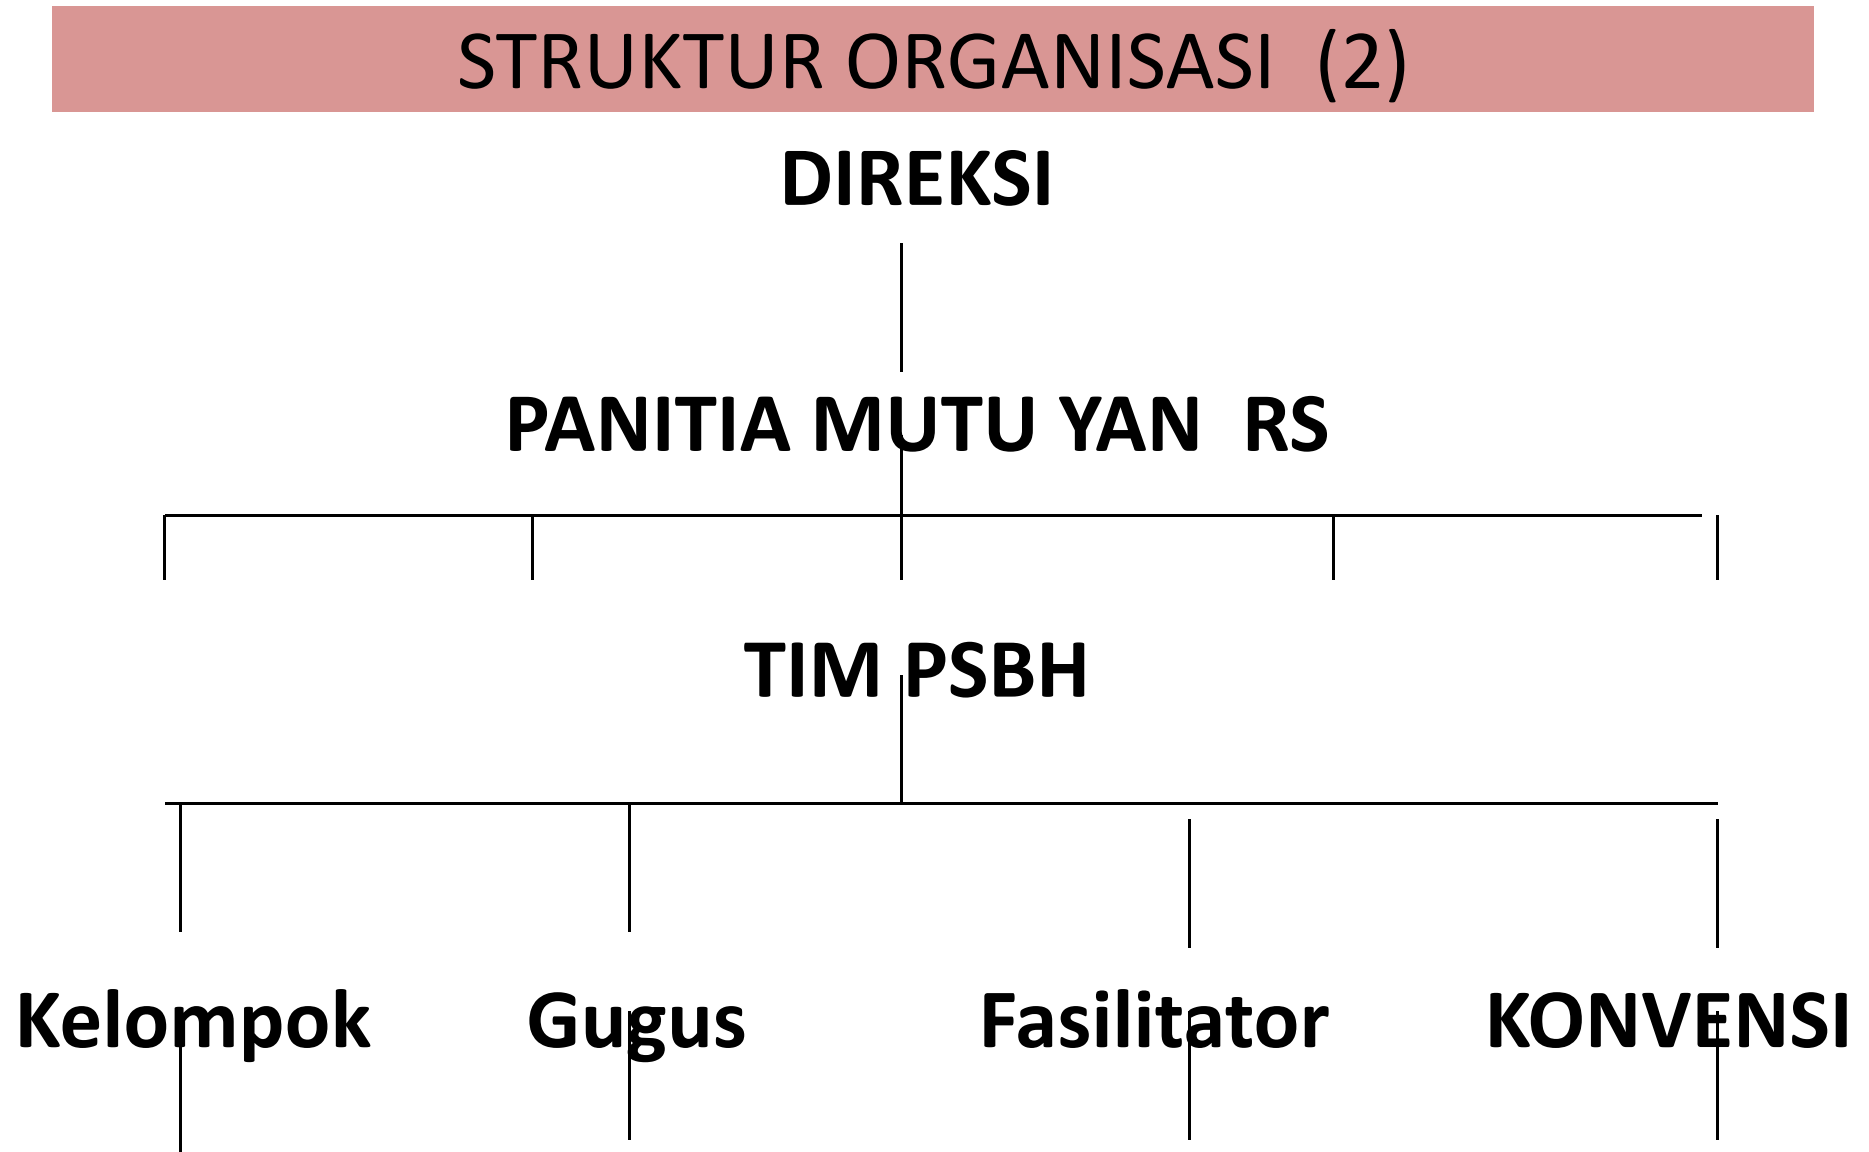 STRUKTUR ORGANISASI (2)
DIREKSI
PANITIA MUTU YAN RS
TIM PSBH
Kelompok Gugus Fasilitator KONVENSI